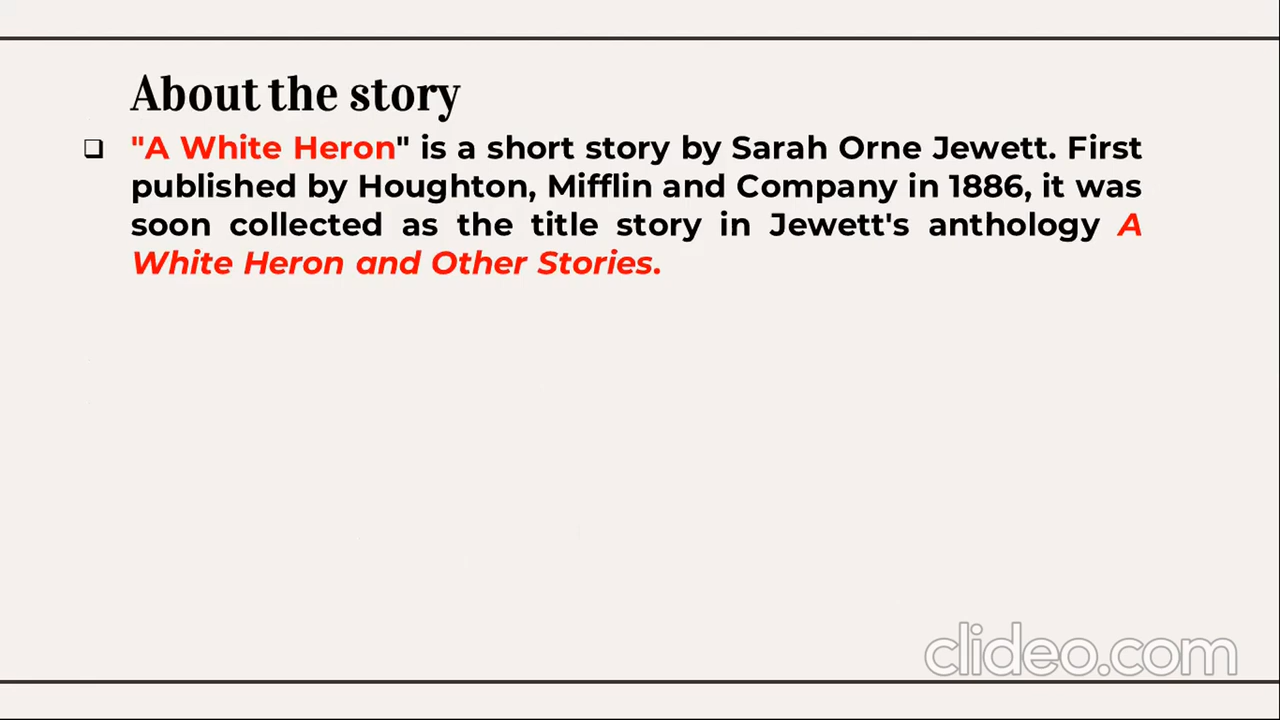 About the story
❑ "A White Heron" is a short story by Sarah Orne Jewett. First
published by Houghton, Mifflin and Company in 1886, it was
soon collected as the title story in Jewett's anthology A
White Heron and Other Stories.
clideo.com